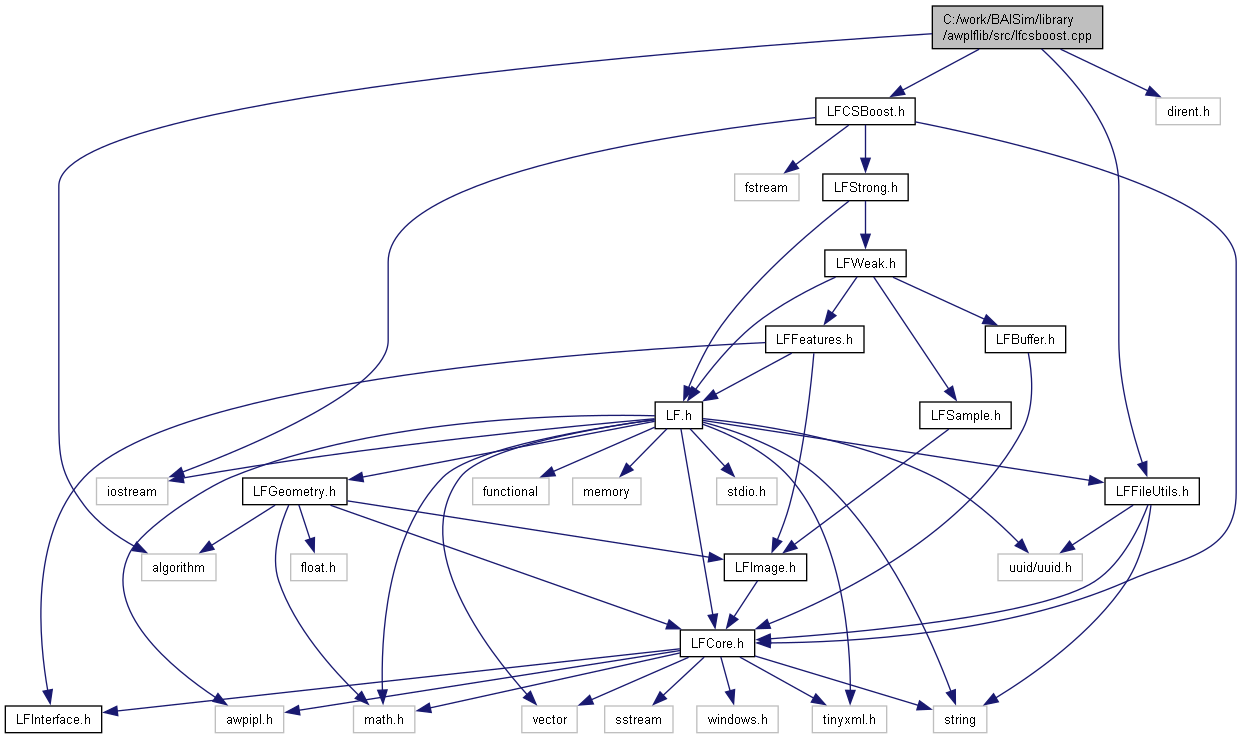 C:/work/BAISim/library
/awplflib/src/lfcsboost.cpp
LFCSBoost.h
dirent.h
fstream
LFStrong.h
LFWeak.h
LFFeatures.h
LFBuffer.h
LF.h
LFSample.h
iostream
LFGeometry.h
functional
memory
stdio.h
LFFileUtils.h
algorithm
float.h
LFImage.h
uuid/uuid.h
LFCore.h
LFInterface.h
awpipl.h
math.h
vector
sstream
windows.h
tinyxml.h
string